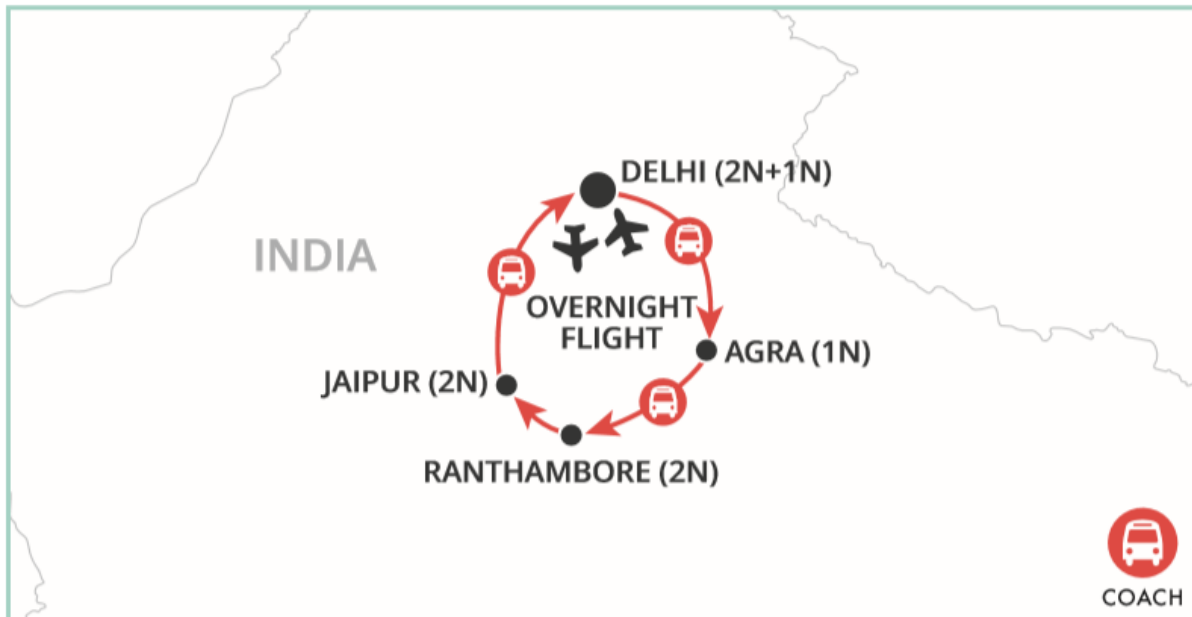 DELHI (2N+1N)
INDIA
OVERNIGHT
FLIGHT
AGRA (1N)
JAIPUR (2N)
RANTHAMBORE (2N)
COACH